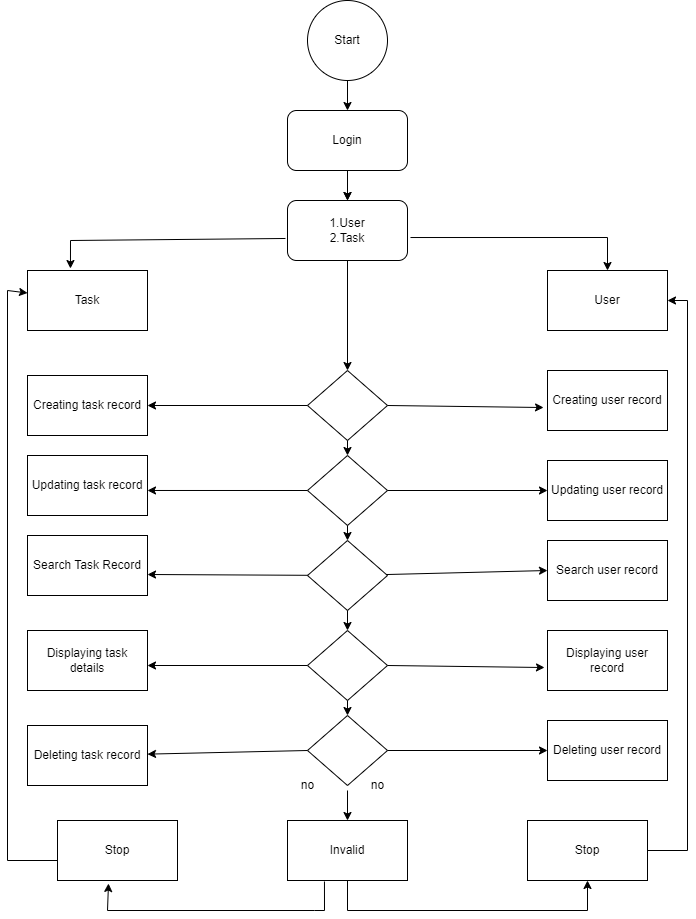 Start
Login
1.User
2.Task
Task
User
Creating task record
Creating user record
Updating task record
Updating user record
Search Task Record
Search user record
Displaying task
details
Displaying user
record
Deleting task record
Deleting user record
no
no
Stop
Invalid
Stop